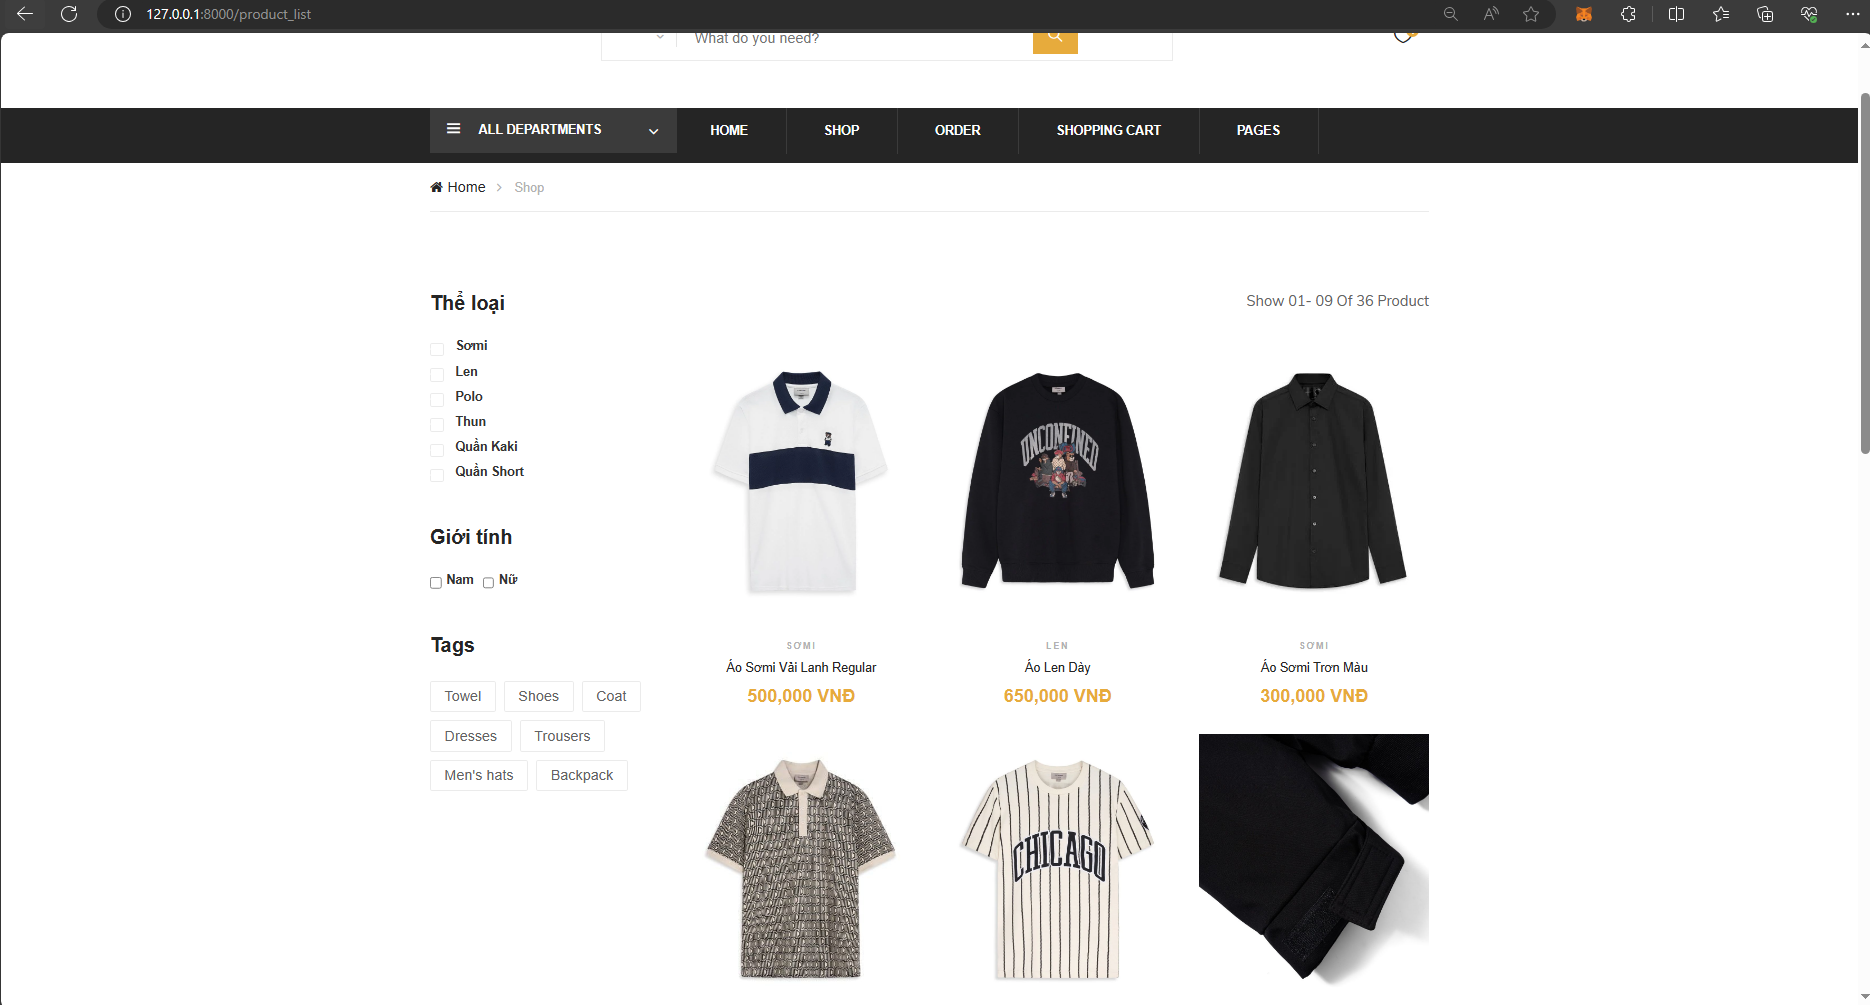 127.0.0.1:8000/product_list
What do you need?
ALL DEPARTMENTS
HOME
SHOP
ORDER
SHOPPING CART
PAGES
Home
Shop
Thể loại
Show 01- 09 Of 36 Product
Sơmi
Len
Polo
Thun
Quần Kaki
Quần Short
UNCONFINED
Giới tính
Nam
Nữ
SƠMI
LEN
SƠMI
Áo Sơmi Vải Lanh Regular
Áo Len Dày
Áo Sơmi Trơn Màu
500,000 VNĐ
650,000 VNĐ
300,000 VNĐ
Tags
Towel
Shoes
Coat
Dresses
Trousers
Men's hats
Backpack
CHICAGO